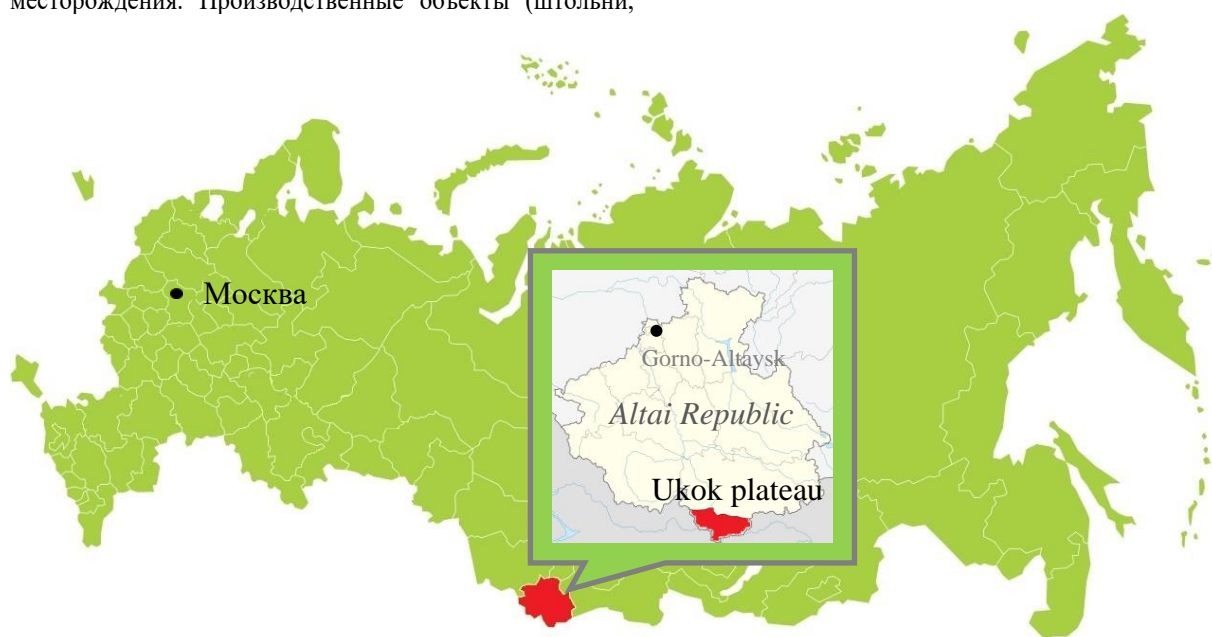 месторождения. Производственные объекты (штольни,
Москва
Gorno-Altaysk
Altai Republic
Ukok plateau